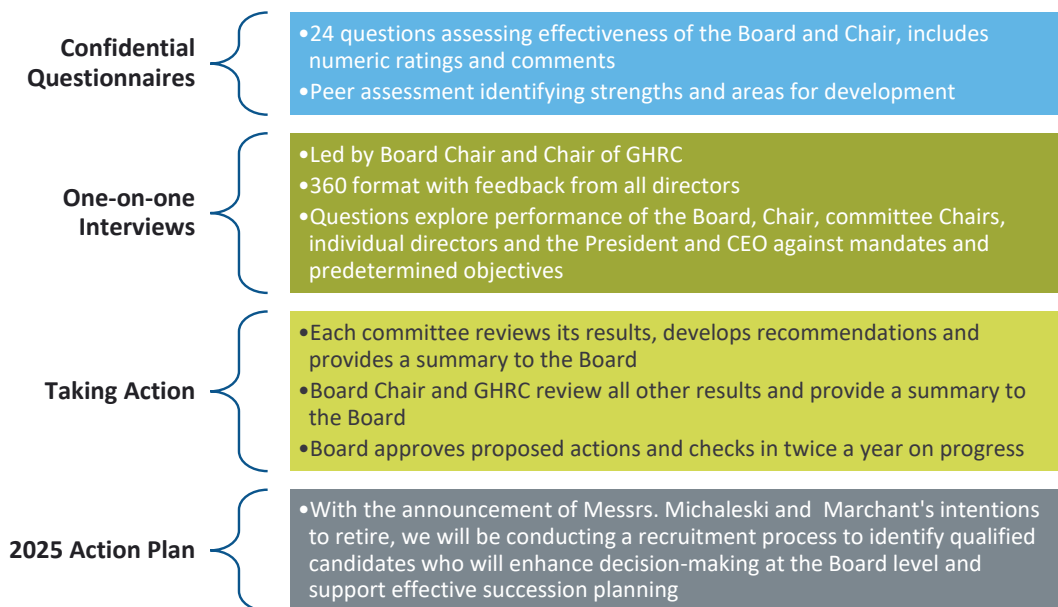 Confidential
Questionnaires
•24 questions assessing effectiveness of the Board and Chair, includes
numeric ratings and comments
•Peer assessment identifying strengths and areas for development
One-on-one
Interviews
•Led by Board Chair and Chair of GHRC
•360 format with feedback from all directors
•Questions explore performance of the Board, Chair, committee Chairs,
individual directors and the President and CEO against mandates and
predetermined objectives
Taking Action
•Each committee reviews its results, develops recommendations and
provides a summary to the Board
•Board Chair and GHRC review all other results and provide a summary to
the Board
•Board approves proposed actions and checks in twice a year on progress
2025 Action Plan
•With the announcement of Messrs. Michaleski and  Marchant's intentions
to retire, we will be conducting a recruitment process to identify qualified
candidates who will enhance decision-making at the Board level and
support effective succession planning